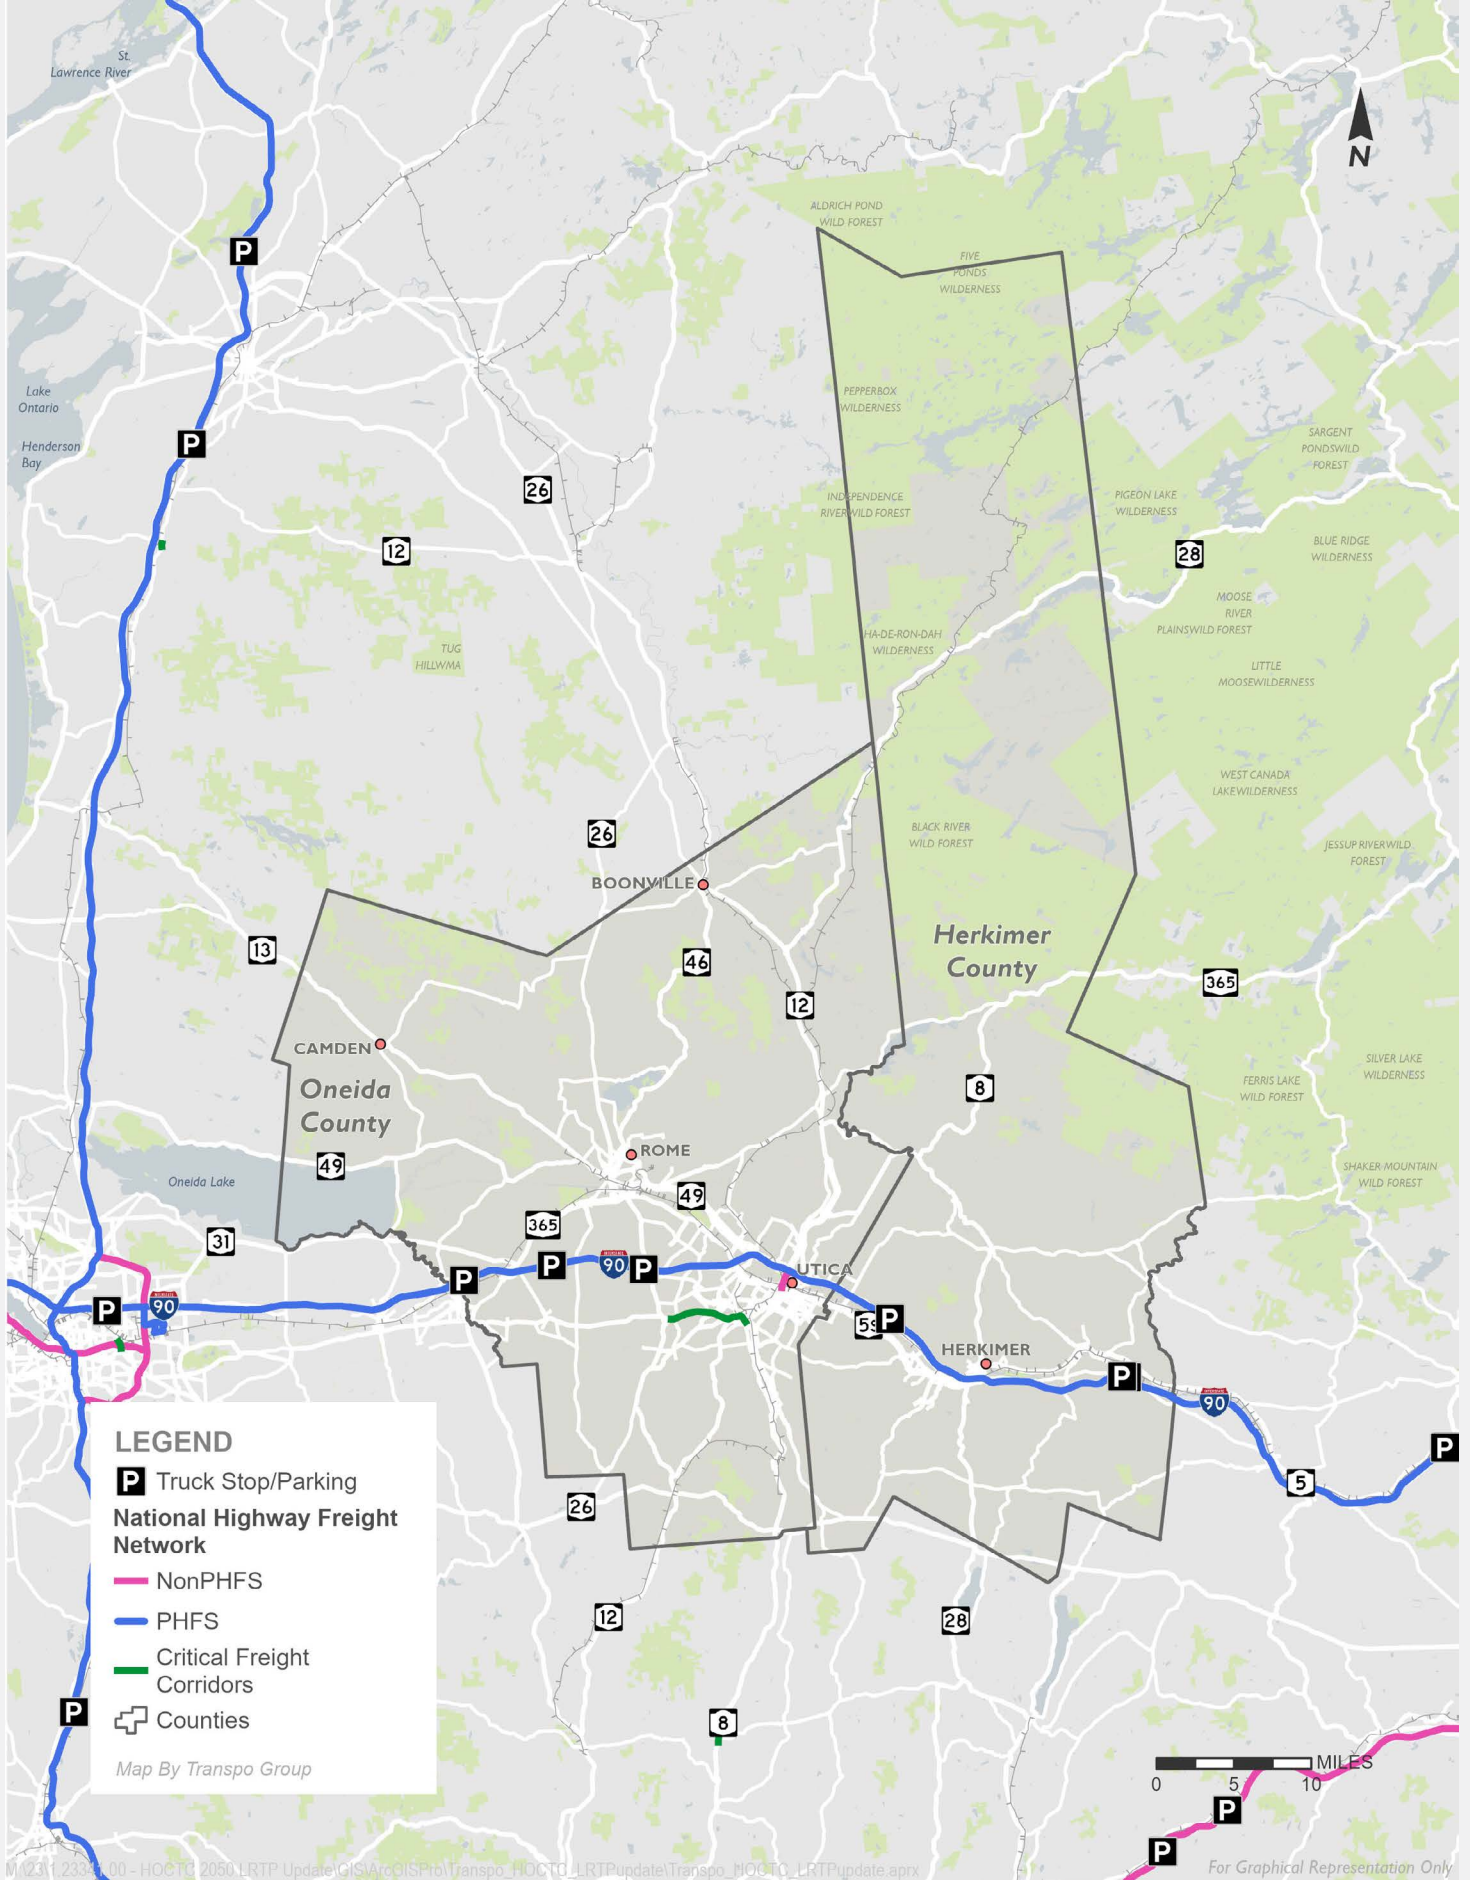 St.
Lawrence River
N
ALDRICH POND
WILD FOREST
P
FIVE
PONDS
WILDERNESS
Lake
Ontario
PEPPERBOX
WILDERNESS
Henderson
Bay
P
SARGENT
PONDSWILD
FOREST
26
INDEPENDENCE
RIVERWILD FOREST
PIGEON LAKE
WILDERNESS
12
28
BLUE RIDGE
WILDERNESS
MOOSE
RIVER
PLAINSWILD FOREST
TUG
HILLWMA
HA-DE-RON-DAH
WILDERNESS
LITTLE
MOOSEWILDERNESS
WEST CANADA
LAKEWILDERNESS
26
BLACK RIVER
WILD FOREST
JESSUP RIVERWILD
FOREST
BOONVILLE
13
46
Herkimer
County
12
365
CAMDEN
Oneida
County
8
SILVER LAKE
WILDERNESS
FERRIS LAKE
WILD FOREST
49
ROME
SHAKER MOUNTAIN
WILD FOREST
Oneida Lake
49
31
365
P
P
90
P
UTICA
P
90
P
HERKIMER
P
90
P
5
LEGEND
P Truck Stop/Parking
National Highway Freight
Network
NonPHFS
PHFS
Critical Freight
Corridors
Counties
Map By Transpo Group
26
12
28
P
8
MILES
0 5 10
P
P
For Graphical Representation Only